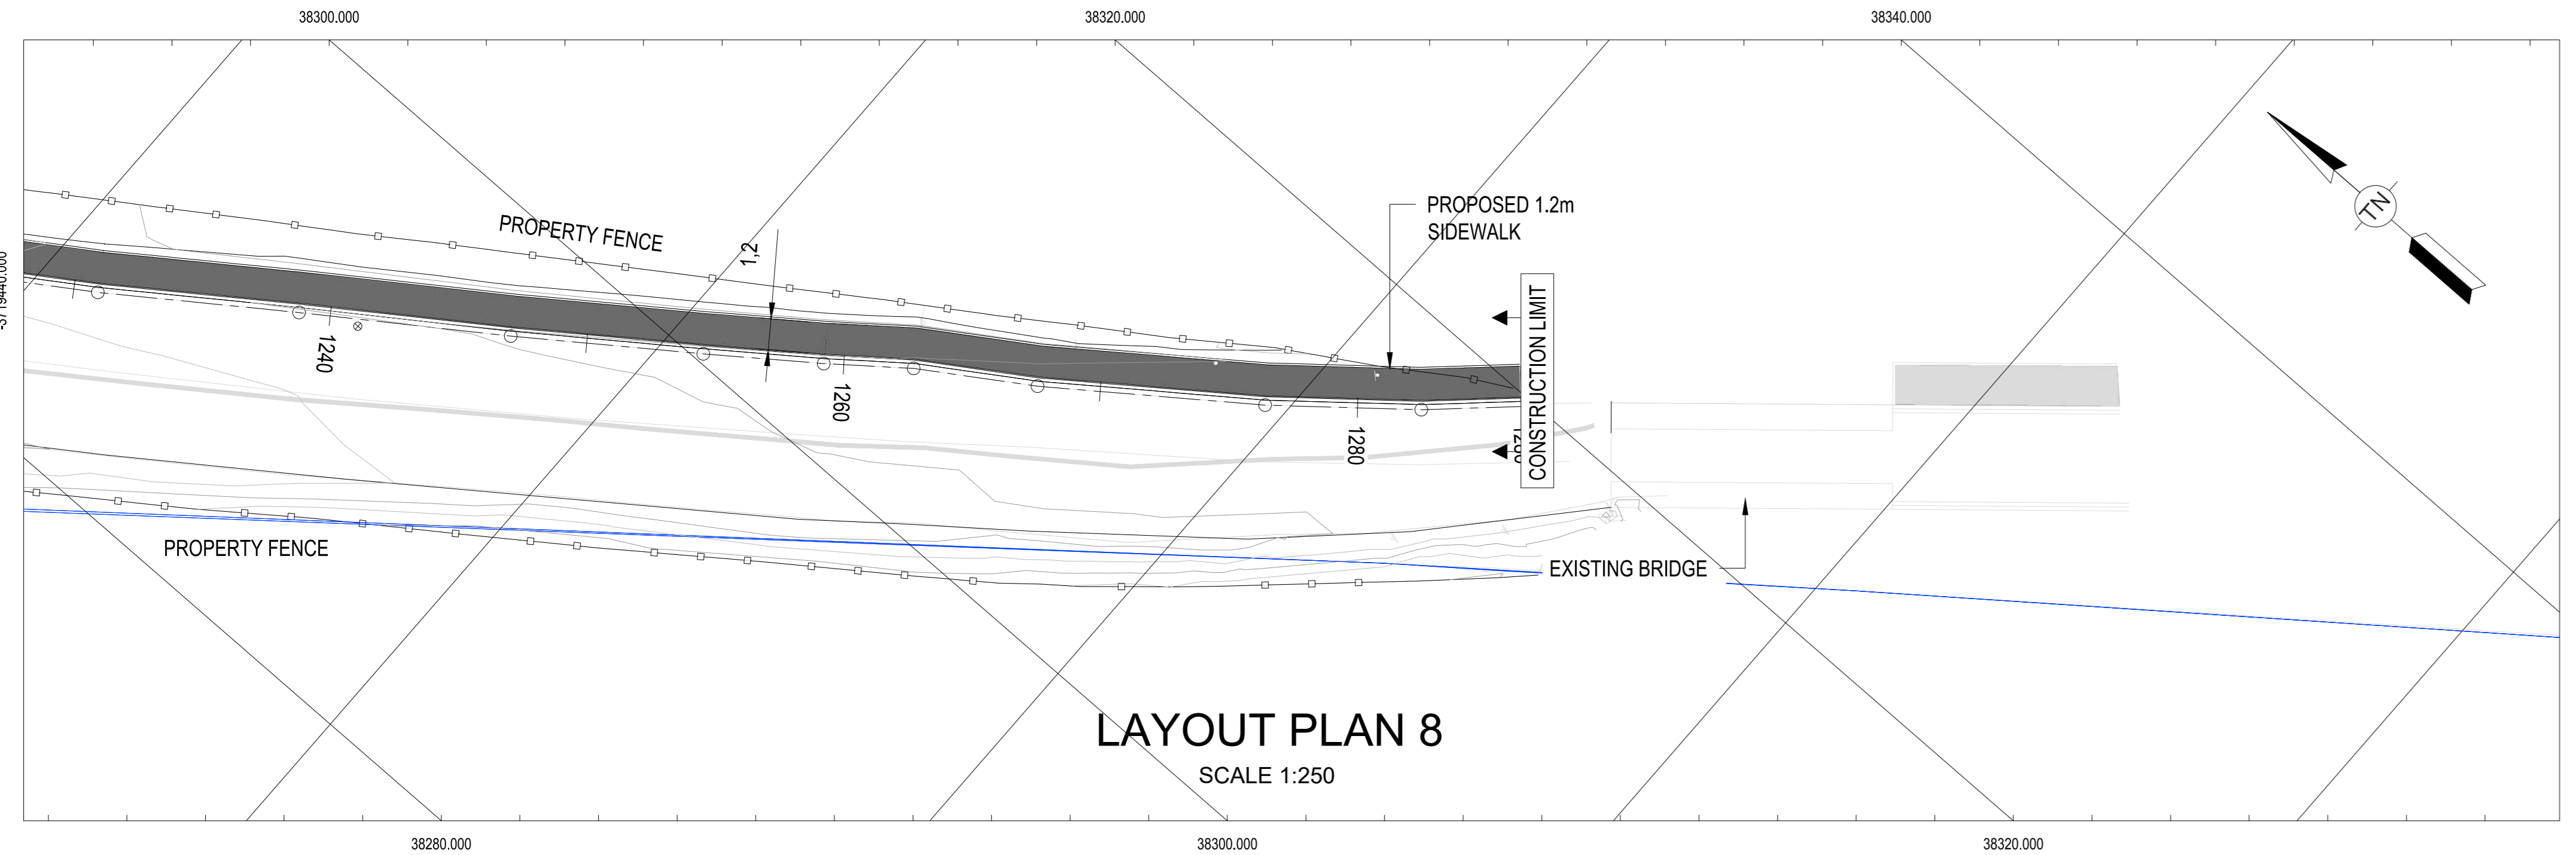 38300.000
38320.000
38340.000
PROPERTY FENCE
1,2
PROPOSED 1.2m
SIDEWALK
TN
CONSTRUCTION LIMIT
1240
1260
1280
PROPERTY FENCE
EXISTING BRIDGE
LAYOUT PLAN 8
SCALE 1:250
38280.000
38300.000
38320.000